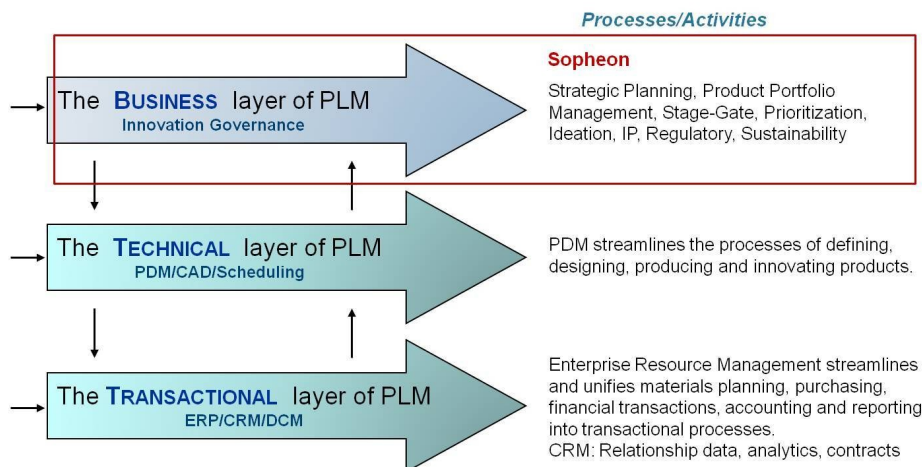 Processes/Activities
The BUSINESS layer of PLM
Innovation Governance
Sopheon
Strategic Planning, Product Portfolio
Management, Stage-Gate, Prioritization,
Ideation, IP, Regulatory, Sustainability
The TECHNICAL layer of PLM
PDM/CAD/Scheduling
PDM streamlines the processes of defining,
designing, producing and innovating products.
The TRANSACTIONAL layer of PLM
ERP/CRM/DCM
Enterprise Resource Management streamlines
and unifies materials planning, purchasing,
financial transactions, accounting and reporting
into transactional processes.
CRM: Relationship data, analytics, contracts